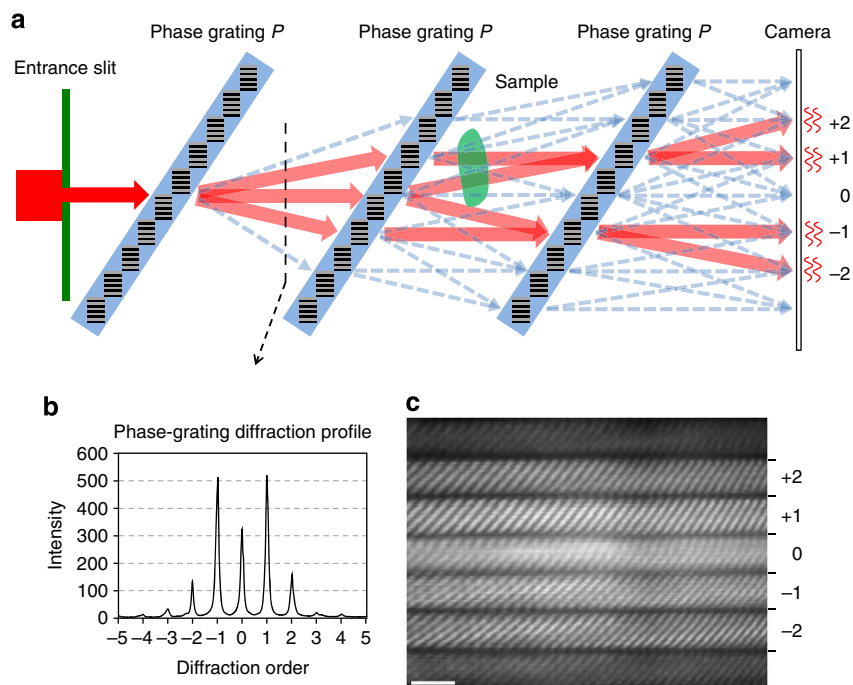 a
Phase grating P
Phase grating P
Phase grating P
Camera
Entrance slit
Sample
+2
+1
0
−1
−2
b
Phase-grating diffraction profile
600
500
400
300
200
100
0
Intensity
−5 −4 −3 −2 −1 0 1 2 3 4 5
Diffraction order
c
+2
+1
0
−1
−2